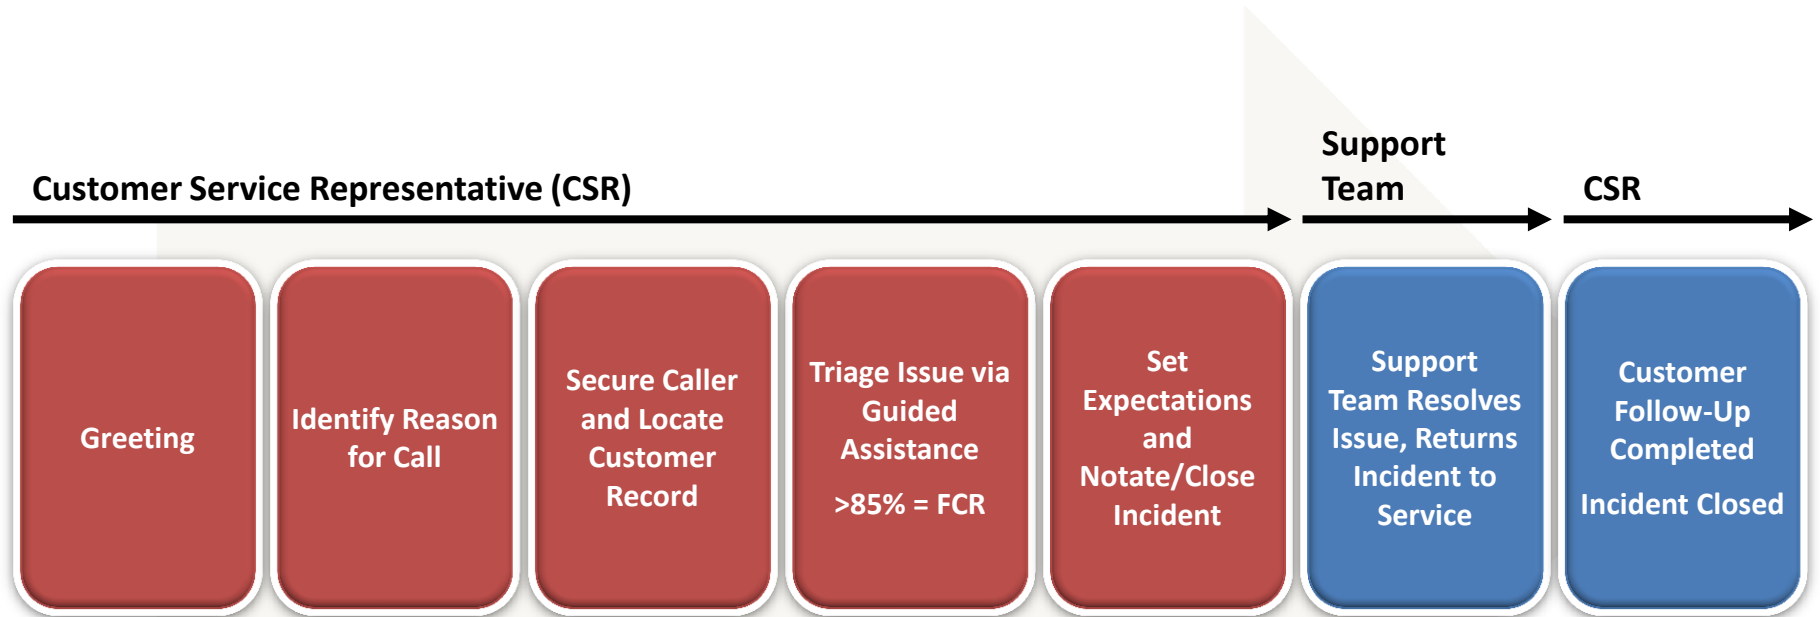 Customer Service Representative (CSR)
Support
Team
CSR
Greeting
Identify Reason
for Call
Secure Caller
and Locate
Customer
Record
Triage Issue via
Guided
Assistance
>85% = FCR
Set
Expectations
and
Notate/Close
Incident
Support
Team Resolves
Issue, Returns
Incident to
Service
Customer
Follow-Up
Completed
Incident Closed